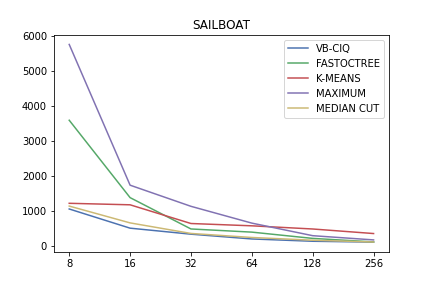 SAILBOAT
6000
5000
4000
3000
2000
1000
0
8 16 32 64 128 256
VB-CIQ
FASTOCTREE
K-MEANS
MAXIMUM
MEDIAN CUT